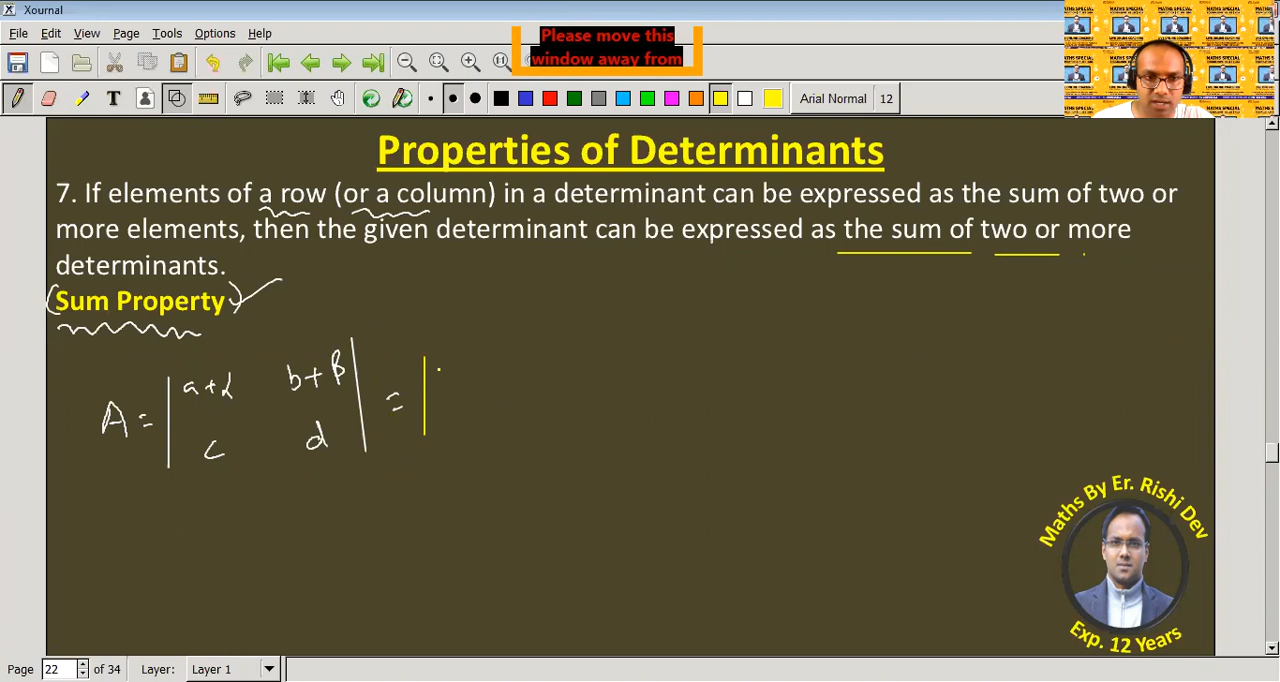 Xournal
File Edit View Page Tools Options Help
Please move this
window away from
Arial Normal 12
Properties of Determinants
7. If elements of a row (or a column) in a determinant can be expressed as the sum of two or
more elements, then the given determinant can be expressed as the sum of two or more
determinants.
(Sum Property)
A = | a+α b+β | = |
c d
Maths By Er. Rishi Dev
Exp. 12 Years
Page 22 of 34 Layer: Layer 1